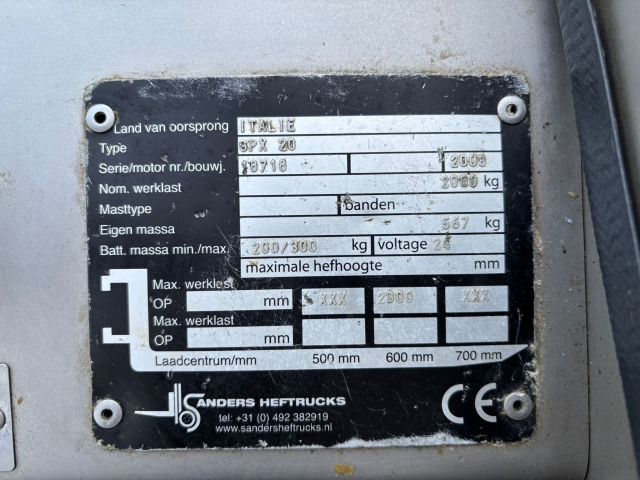 Land van oorsprong ITALIE
Type GPX 20
Serie/motor nr./bouwj. 18716 2008
Nom. werklast 2000 kg
Masttype banden
Eigen massa 567 kg
Batt. massa min./max. 290/300 kg voltage 24
maximale hefhoogte mm
Max. werklast
OP mm XXX 2000 XXX
Max. werklast
OP mm
Laadcentrum/mm 500 mm 600 mm 700 mm
SANDERS HEFTRUCKS
tel: +31 (0) 492 382919
www.sandersheftrucks.nl
CE